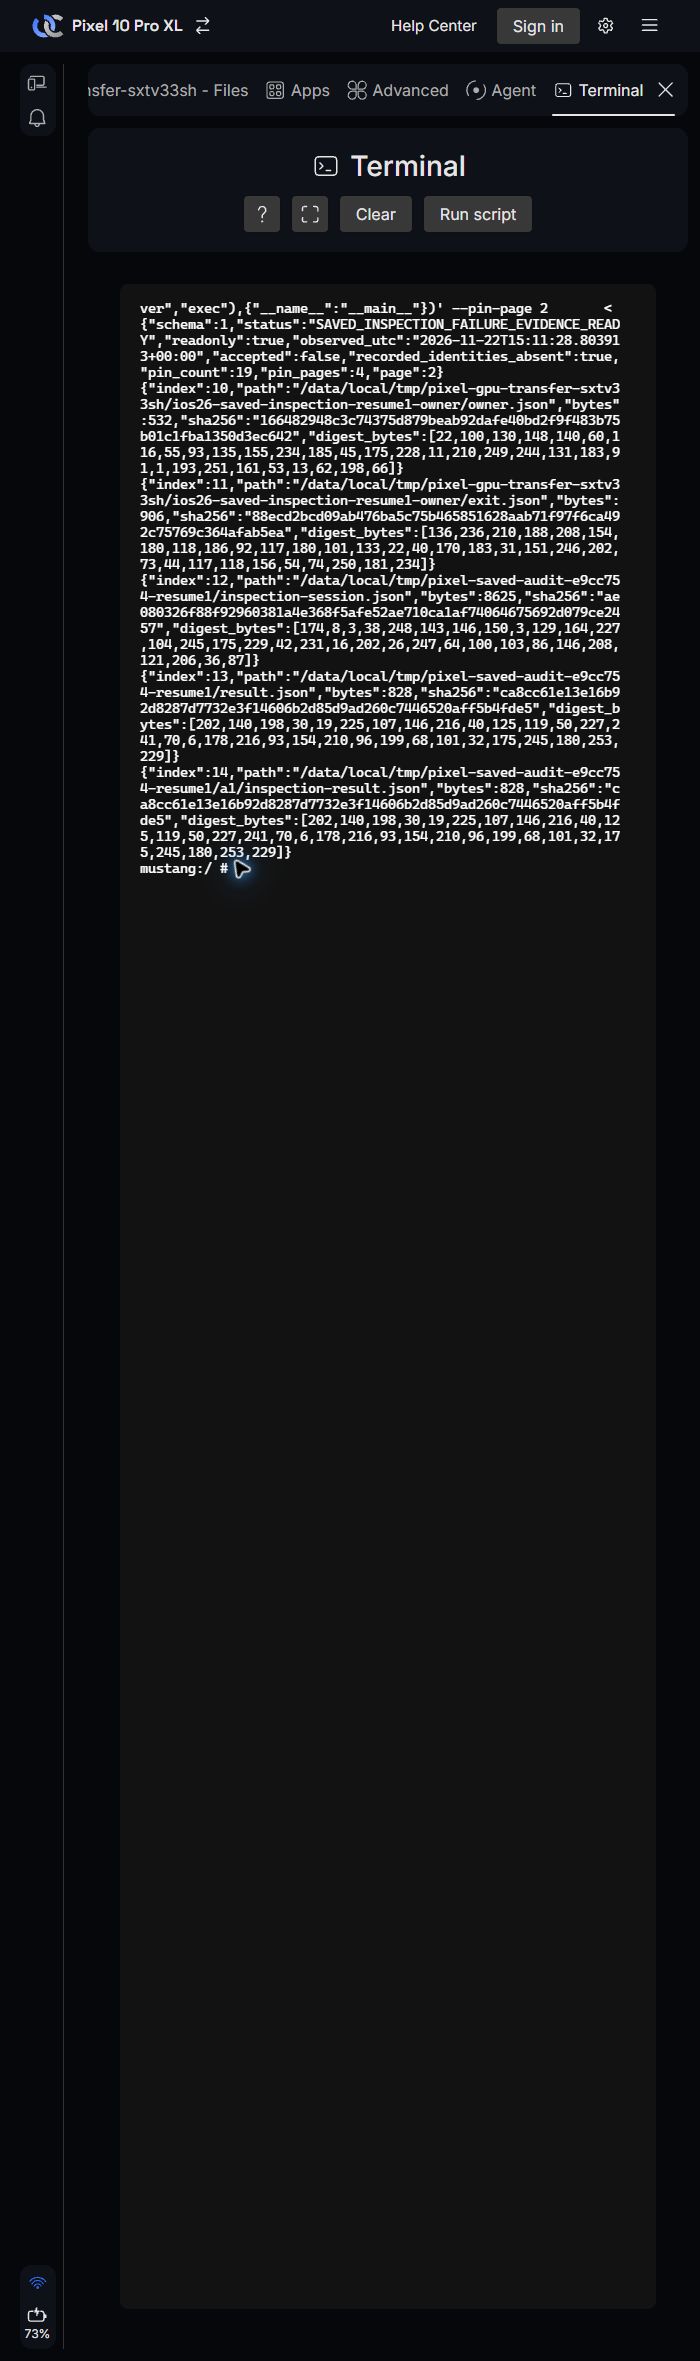 Pixel 10 Pro XL
Help Center
Sign in
nsfer-sxtv33sh - Files
Apps
Advanced
Agent
Terminal
Terminal
?
Clear
Run script
ver","exec"),{"__name__":"__main__"})' --pin-page 2       <
{"schema":1,"status":"SAVED_INSPECTION_FAILURE_EVIDENCE_READ
Y","readonly":true,"observed_utc":"2026-11-22T15:11:28.80391
3+00:00","accepted":false,"recorded_identities_absent":true,
"pin_count":19,"pin_pages":4,"page":2}
{"index":10,"path":"/data/local/tmp/pixel-gpu-transfer-sxtv3
3sh/ios26-saved-inspection-resume1-owner/owner.json","bytes"
:532,"sha256":"166482948c3c74375d879beab92dafe40bd2f9f483b75
b01c1fba1350d3ec642","digest_bytes":[22,100,130,148,140,60,1
16,55,93,135,155,234,185,45,175,228,11,210,249,244,131,183,9
1,1,193,251,161,53,13,62,198,66]}
{"index":11,"path":"/data/local/tmp/pixel-gpu-transfer-sxtv3
3sh/ios26-saved-inspection-resume1-owner/exit.json","bytes":
906,"sha256":"88ecd2bcd09ab476ba5c75b465851628aab71f97f6ca49
2c75769c364afab5ea","digest_bytes":[136,236,210,188,208,154,
180,118,186,92,117,180,101,133,22,40,170,183,31,151,246,202,
73,44,117,118,156,54,74,250,181,234]}
{"index":12,"path":"/data/local/tmp/pixel-saved-audit-e9cc75
4-resume1/inspection-session.json","bytes":8625,"sha256":"ae
080326f88f92960381a4e368f5afe52ae710ca1af74064675692d079ce24
57","digest_bytes":[174,8,3,38,248,143,146,150,3,129,164,227
,104,245,175,229,42,231,16,202,26,247,64,100,103,86,146,208,
121,206,36,87]}
{"index":13,"path":"/data/local/tmp/pixel-saved-audit-e9cc75
4-resume1/result.json","bytes":828,"sha256":"ca8cc61e13e16b9
2d8287d7732e3f14606b2d85d9ad260c7446520aff5b4fde5","digest_b
ytes":[202,140,198,30,19,225,107,146,216,40,125,119,50,227,2
41,70,6,178,216,93,154,210,96,199,68,101,32,175,245,180,253,
229]}
{"index":14,"path":"/data/local/tmp/pixel-saved-audit-e9cc75
4-resume1/a1/inspection-result.json","bytes":828,"sha256":"c
a8cc61e13e16b92d8287d7732e3f14606b2d85d9ad260c7446520aff5b4f
de5","digest_bytes":[202,140,198,30,19,225,107,146,216,40,12
5,119,50,227,241,70,6,178,216,93,154,210,96,199,68,101,32,17
5,245,180,253,229]}
mustang:/ #
73%